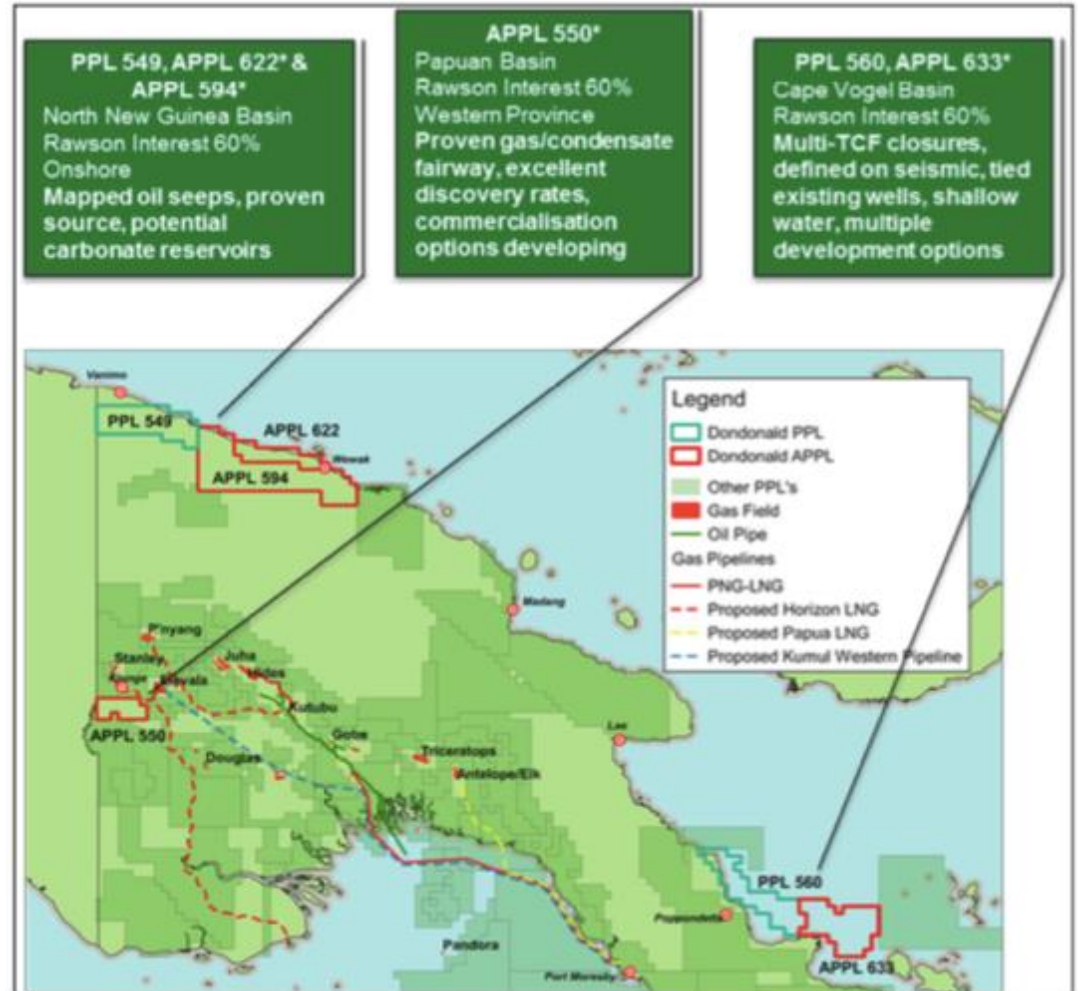 PPL 549, APPL 622* &
APPL 594*
North New Guinea Basin
Rawson Interest 60%
Onshore
Mapped oil seeps, proven
source, potential
carbonate reservoirs
APPL 550*
Papuan Basin
Rawson Interest 60%
Western Province
Proven gas/condensate
fairway, excellent
discovery rates,
commercialisation
options developing
PPL 560, APPL 633*
Cape Vogel Basin
Rawson Interest 60%
Multi-TCF closures,
defined on seismic, tied
existing wells, shallow
water, multiple
development options
Vanimo
PPL 549
APPL 622
Wewak
APPL 594
Legend
Dondonald PPL
Dondonald APPL
Other PPL's
Gas Field
Oil Pipe
Gas Pipelines
PNG-LNG
Proposed Horizon LNG
Proposed Papua LNG
Proposed Kumul Western Pipeline
Madang
P'nyang
Stanley
Juha
Hides
Kiunga
Elevala
Kutubu
APPL 550
Gobe
Douglas
Triceratops
Antelope/Elk
Lae
PPL 560
Popondetta
APPL 633
Pandora
Port Moresby